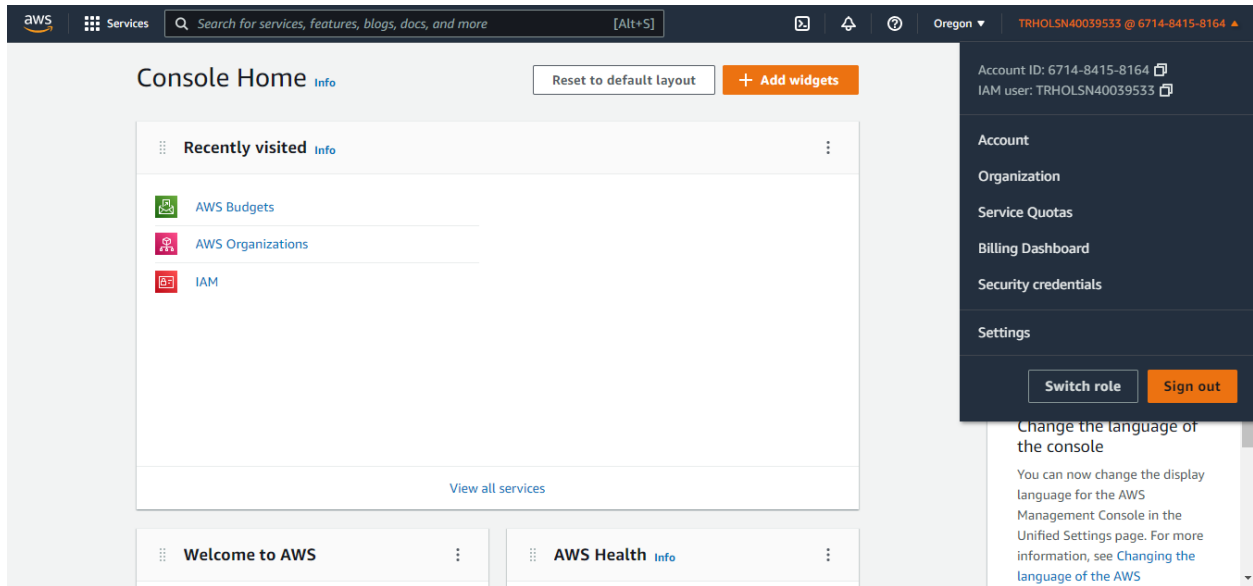 aws
Services
Search for services, features, blogs, docs, and more [Alt+S]
Oregon ▼
TRHOLSN40039533 @ 6714-8415-8164 ▲
Account ID: 6714-8415-8164
IAM user: TRHOLSN40039533
Account
Organization
Service Quotas
Billing Dashboard
Security credentials
Settings
Switch role
Sign out
Console Home Info
Reset to default layout
+ Add widgets
Recently visited Info
AWS Budgets
AWS Organizations
IAM
View all services
Welcome to AWS
AWS Health Info
Change the language of
the console
You can now change the display
language for the AWS
Management Console in the
Unified Settings page. For more
information, see Changing the
language of the AWS